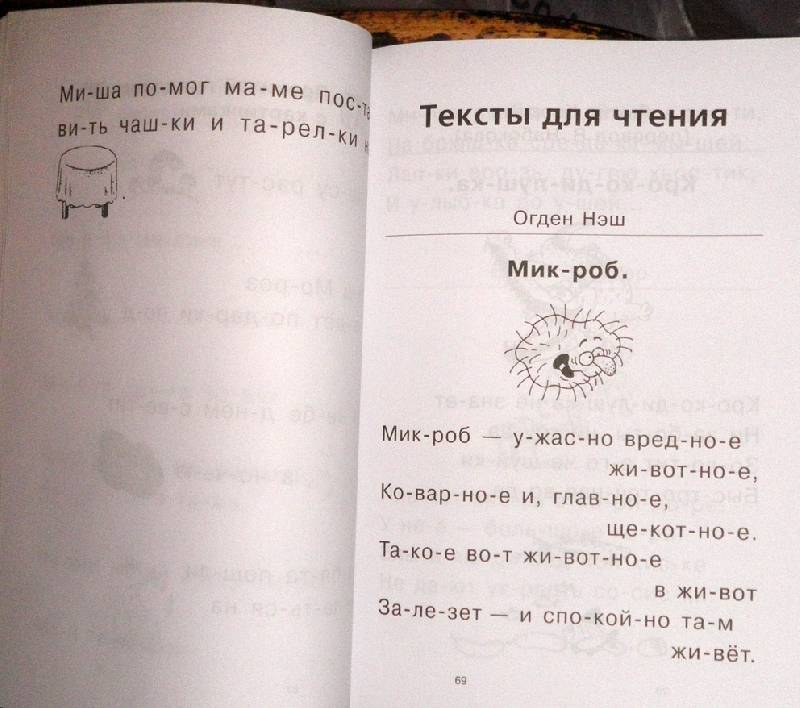 Ми-ша по-мог ма-ме пос-та
ви-ть чаш-ки и та-рел-ки
Тексты для чтения
Огден Нэш
Мик-роб.
Мик-роб — у-жас-но вред-но-е
жи-вот-но-е,
Ко-вар-но-е и, глав-но-е,
ще-кот-но-е.
Та-ко-е во-т жи-вот-но-е
в жи-вот
За-ле-зет — и спо-кой-но та-м
жи-вёт.
69